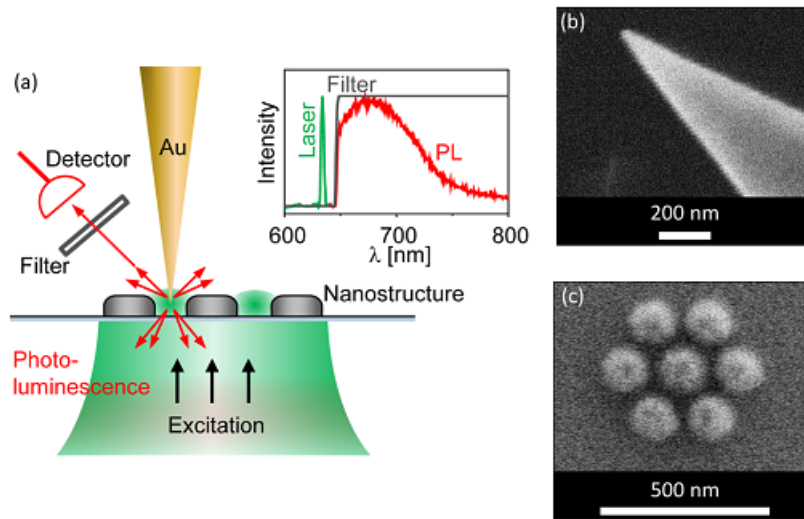 (a)
Au
Detector
Filter
Nanostructure
Photo-
luminescence
Excitation
Intensity
Laser
Filter
PL
600
700
800
λ [nm]
(b)
200 nm
(c)
500 nm